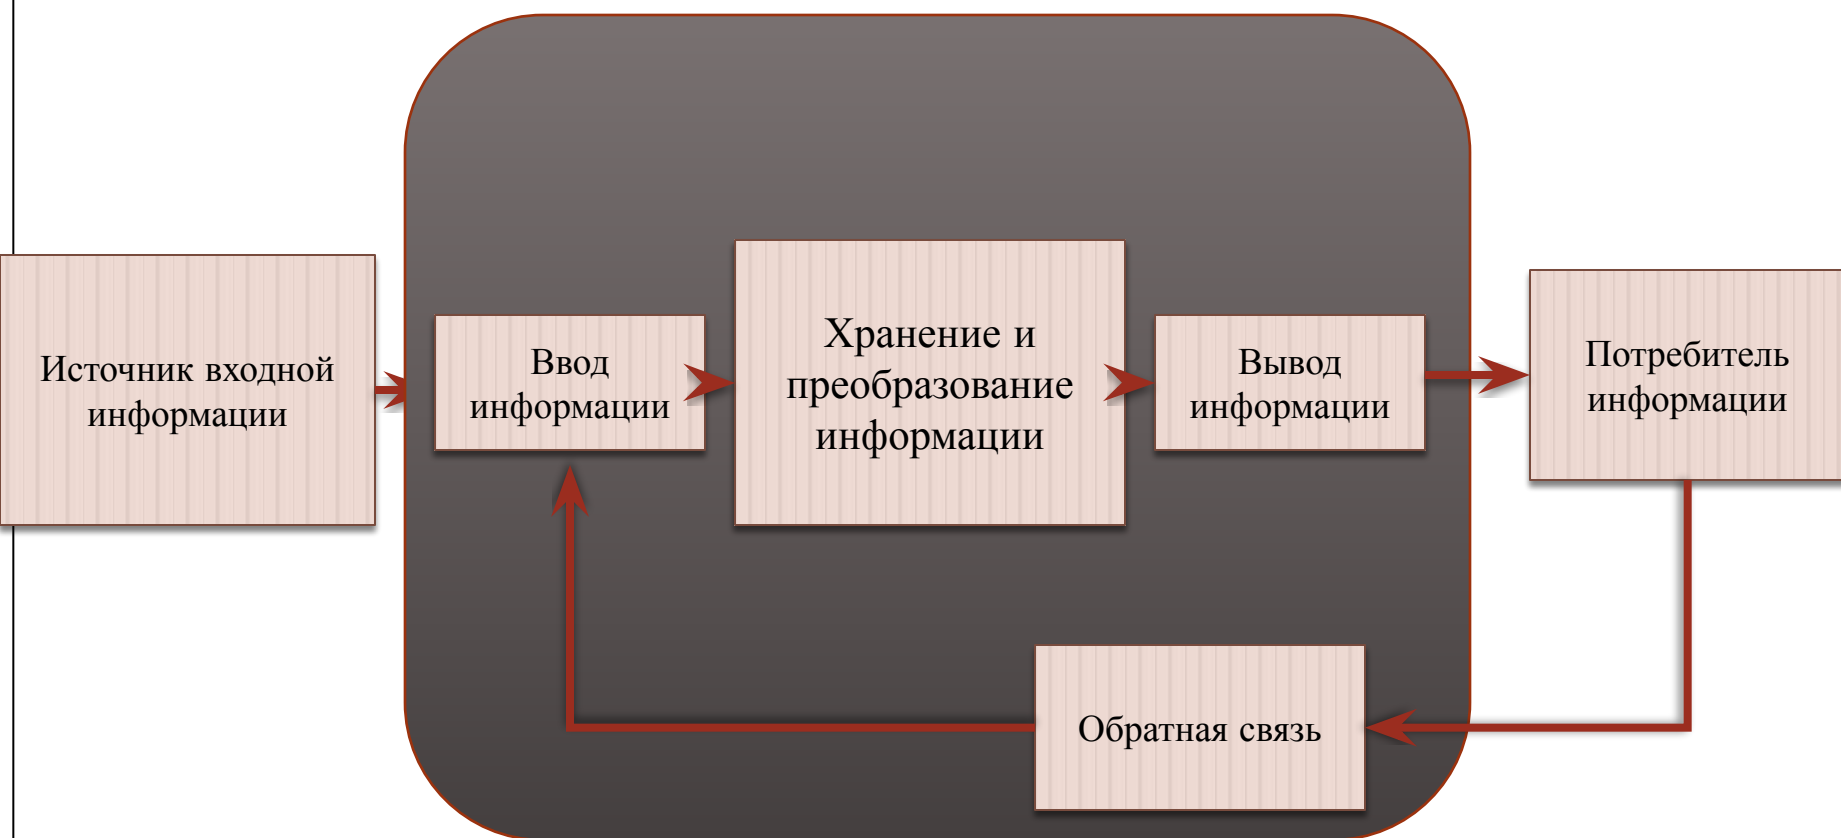 Источник входной
информации
Ввод
информации
Хранение и
преобразование
информации
Вывод
информации
Потребитель
информации
Обратная связь